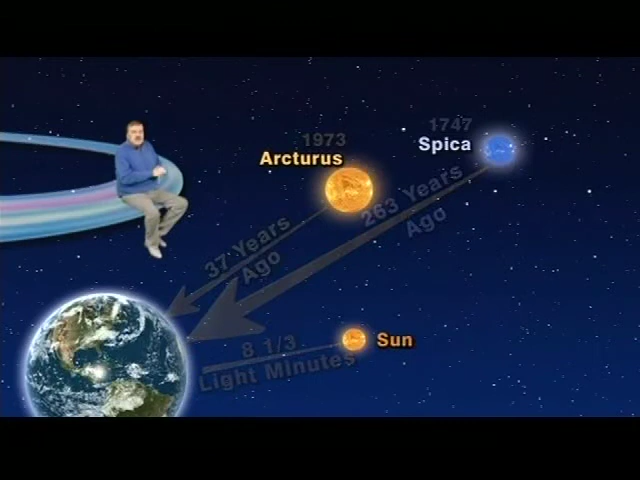 1973
Arcturus
1747
Spica
37 Years
Ago
263 Years
Ago
8 1/3
Light Minutes
Sun